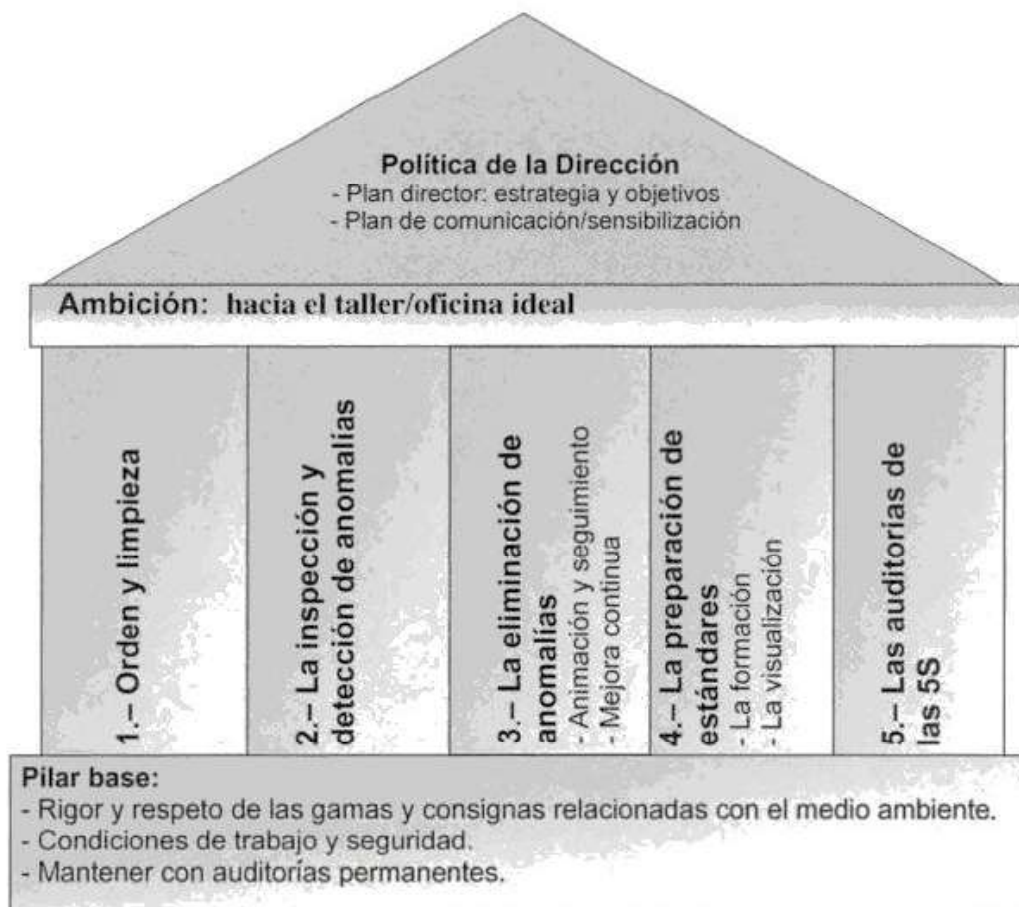 Política de la Dirección
- Plan director: estrategia y objetivos
- Plan de comunicación/sensibilización
Ambición: hacia el taller/oficina ideal
1.– Orden y limpieza
2.– La inspección y
detección de anomalías
3.– La eliminación de
anomalías
- Animación y seguimiento
- Mejora continua
4.– La preparación de
estándares
- La formación
- La visualización
5.– Las auditorías de
las 5S
Pilar base:
- Rigor y respeto de las gamas y consignas relacionadas con el medio ambiente.
- Condiciones de trabajo y seguridad.
- Mantener con auditorías permanentes.